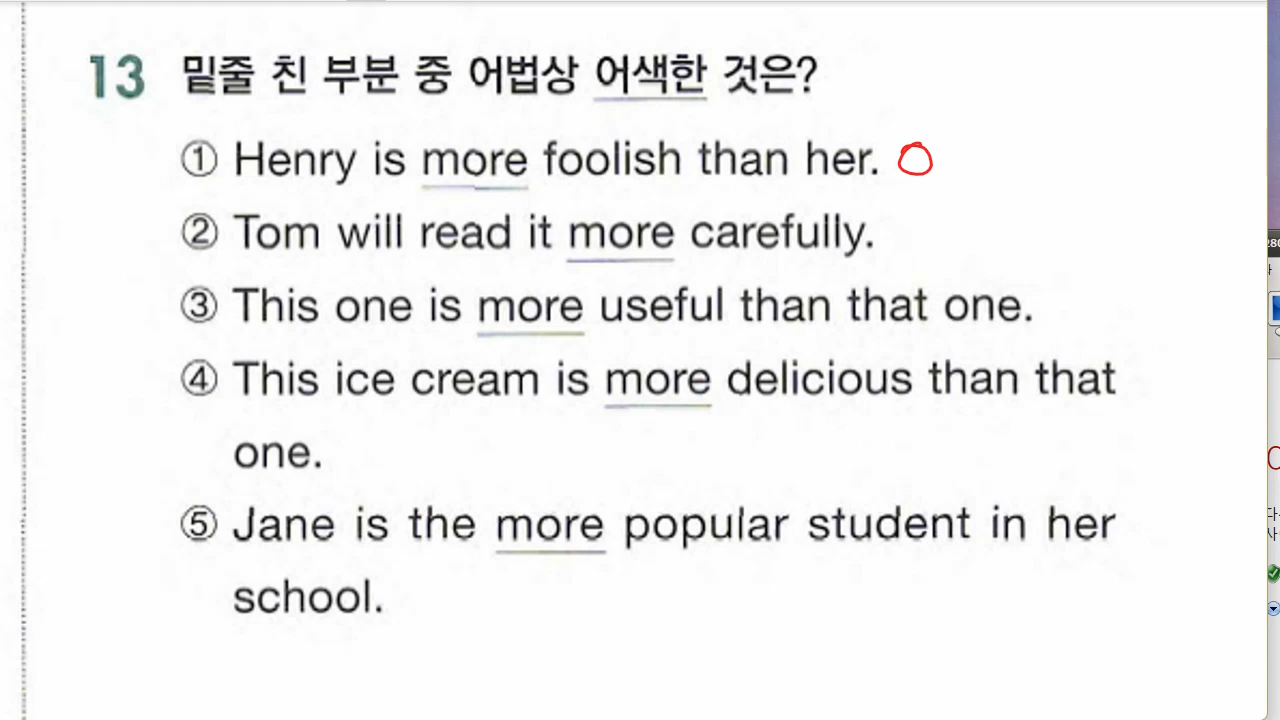 13 밑줄 친 부분 중 어법상 어색한 것은?
① Henry is more foolish than her.
② Tom will read it more carefully.
③ This one is more useful than that one.
④ This ice cream is more delicious than that
one.
⑤ Jane is the more popular student in her
school.